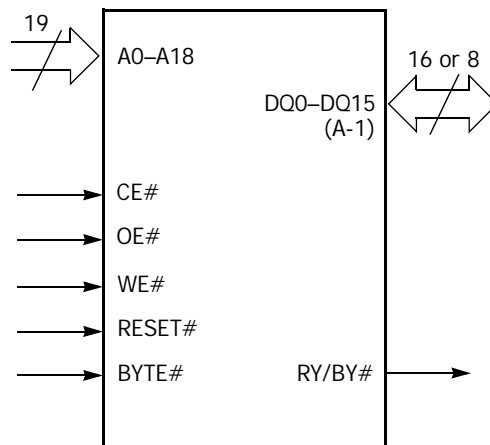 19
A0–A18
16 or 8
DQ0–DQ15
(A-1)
CE#
OE#
WE#
RESET#
BYTE#
RY/BY#